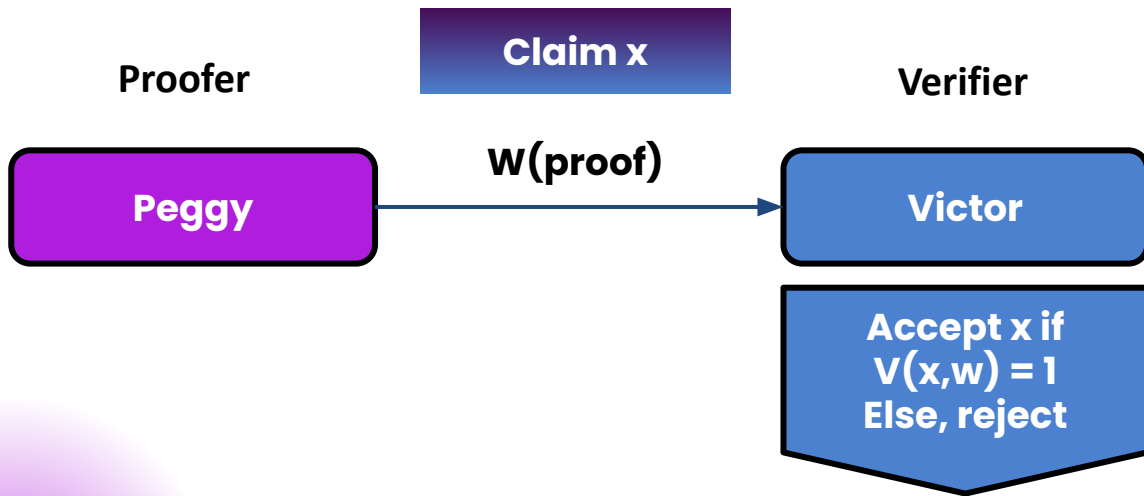 Claim x
Proofer
Verifier
W(proof)
Peggy
Victor
Accept x if
V(x,w) = 1
Else, reject